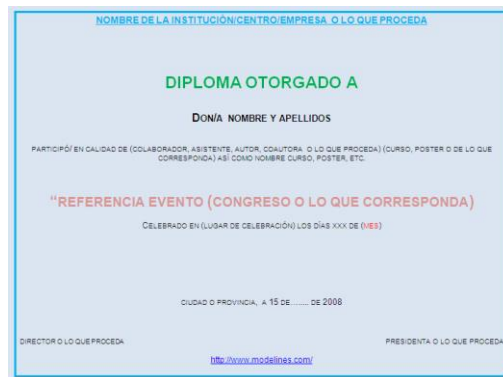 NOMBRE DE LA INSTITUCIÓN/CENTRO/EMPRESA O LO QUE PROCEDA
DIPLOMA OTORGADO A
DON/A NOMBRE Y APELLIDOS
PARTICIPÓ/ EN CALIDAD DE (COLABORADOR, ASISTENTE, AUTOR, COAUTORA O LO QUE PROCEDA) (CURSO, POSTER O DE LO QUE
CORRESPONDA) ASÍ COMO NOMBRE CURSO, POSTER, ETC.
“REFERENCIA EVENTO (CONGRESO O LO QUE CORRESPONDA)
CELEBRADO EN (LUGAR DE CELEBRACIÓN) LOS DÍAS XXX DE (MES)
CIUDAD O PROVINCIA, A 15 DE........ DE 2008
DIRECTOR O LO QUE PROCEDA PRESIDENTA O LO QUE PROCEDA
http://www.modelines.com/